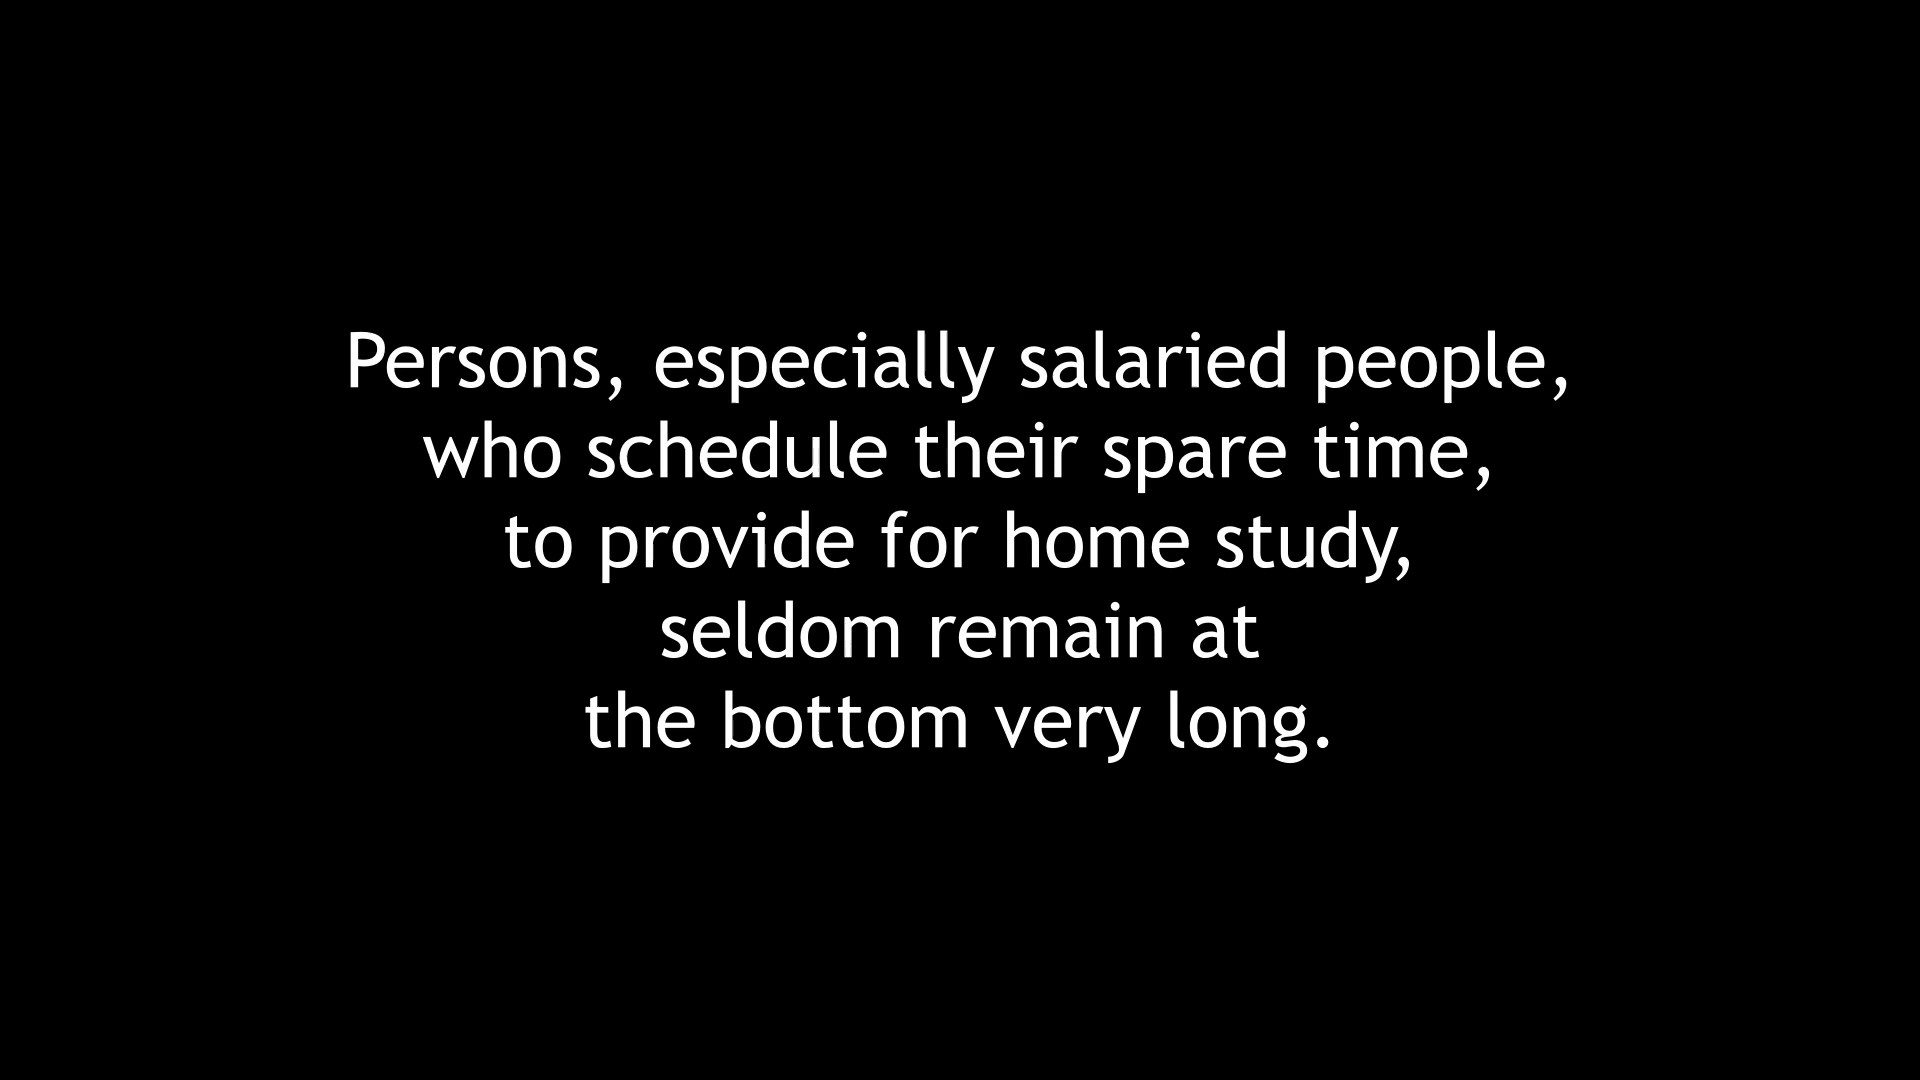 Persons, especially salaried people,
who schedule their spare time,
to provide for home study,
seldom remain at
the bottom very long.